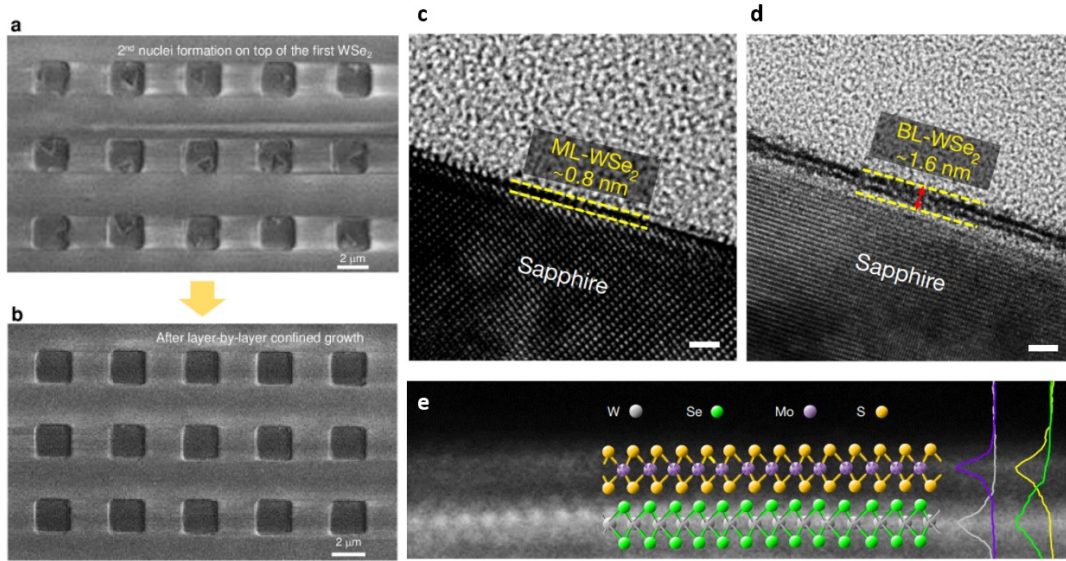 a
2nd nuclei formation on top of the first WSe2
2 μm
b
After layer-by-layer confined growth
2 μm
c
ML-WSe2
~0.8 nm
Sapphire
d
BL-WSe2
~1.6 nm
Sapphire
e
W Se Mo S